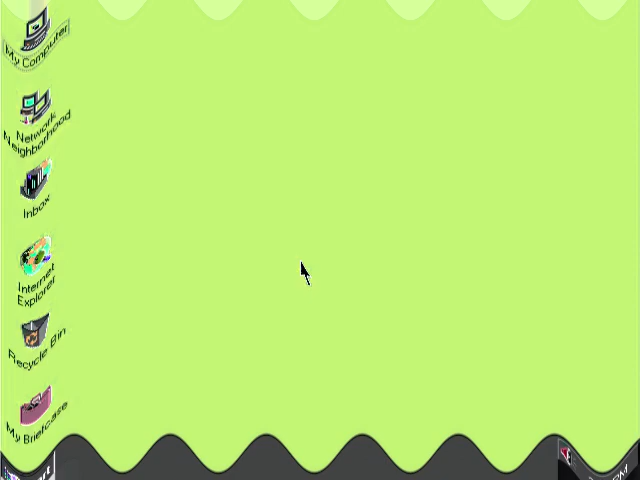 My Computer
Network
Neighborhood
Inbox
Internet
Explorer
Recycle Bin
My Briefcase